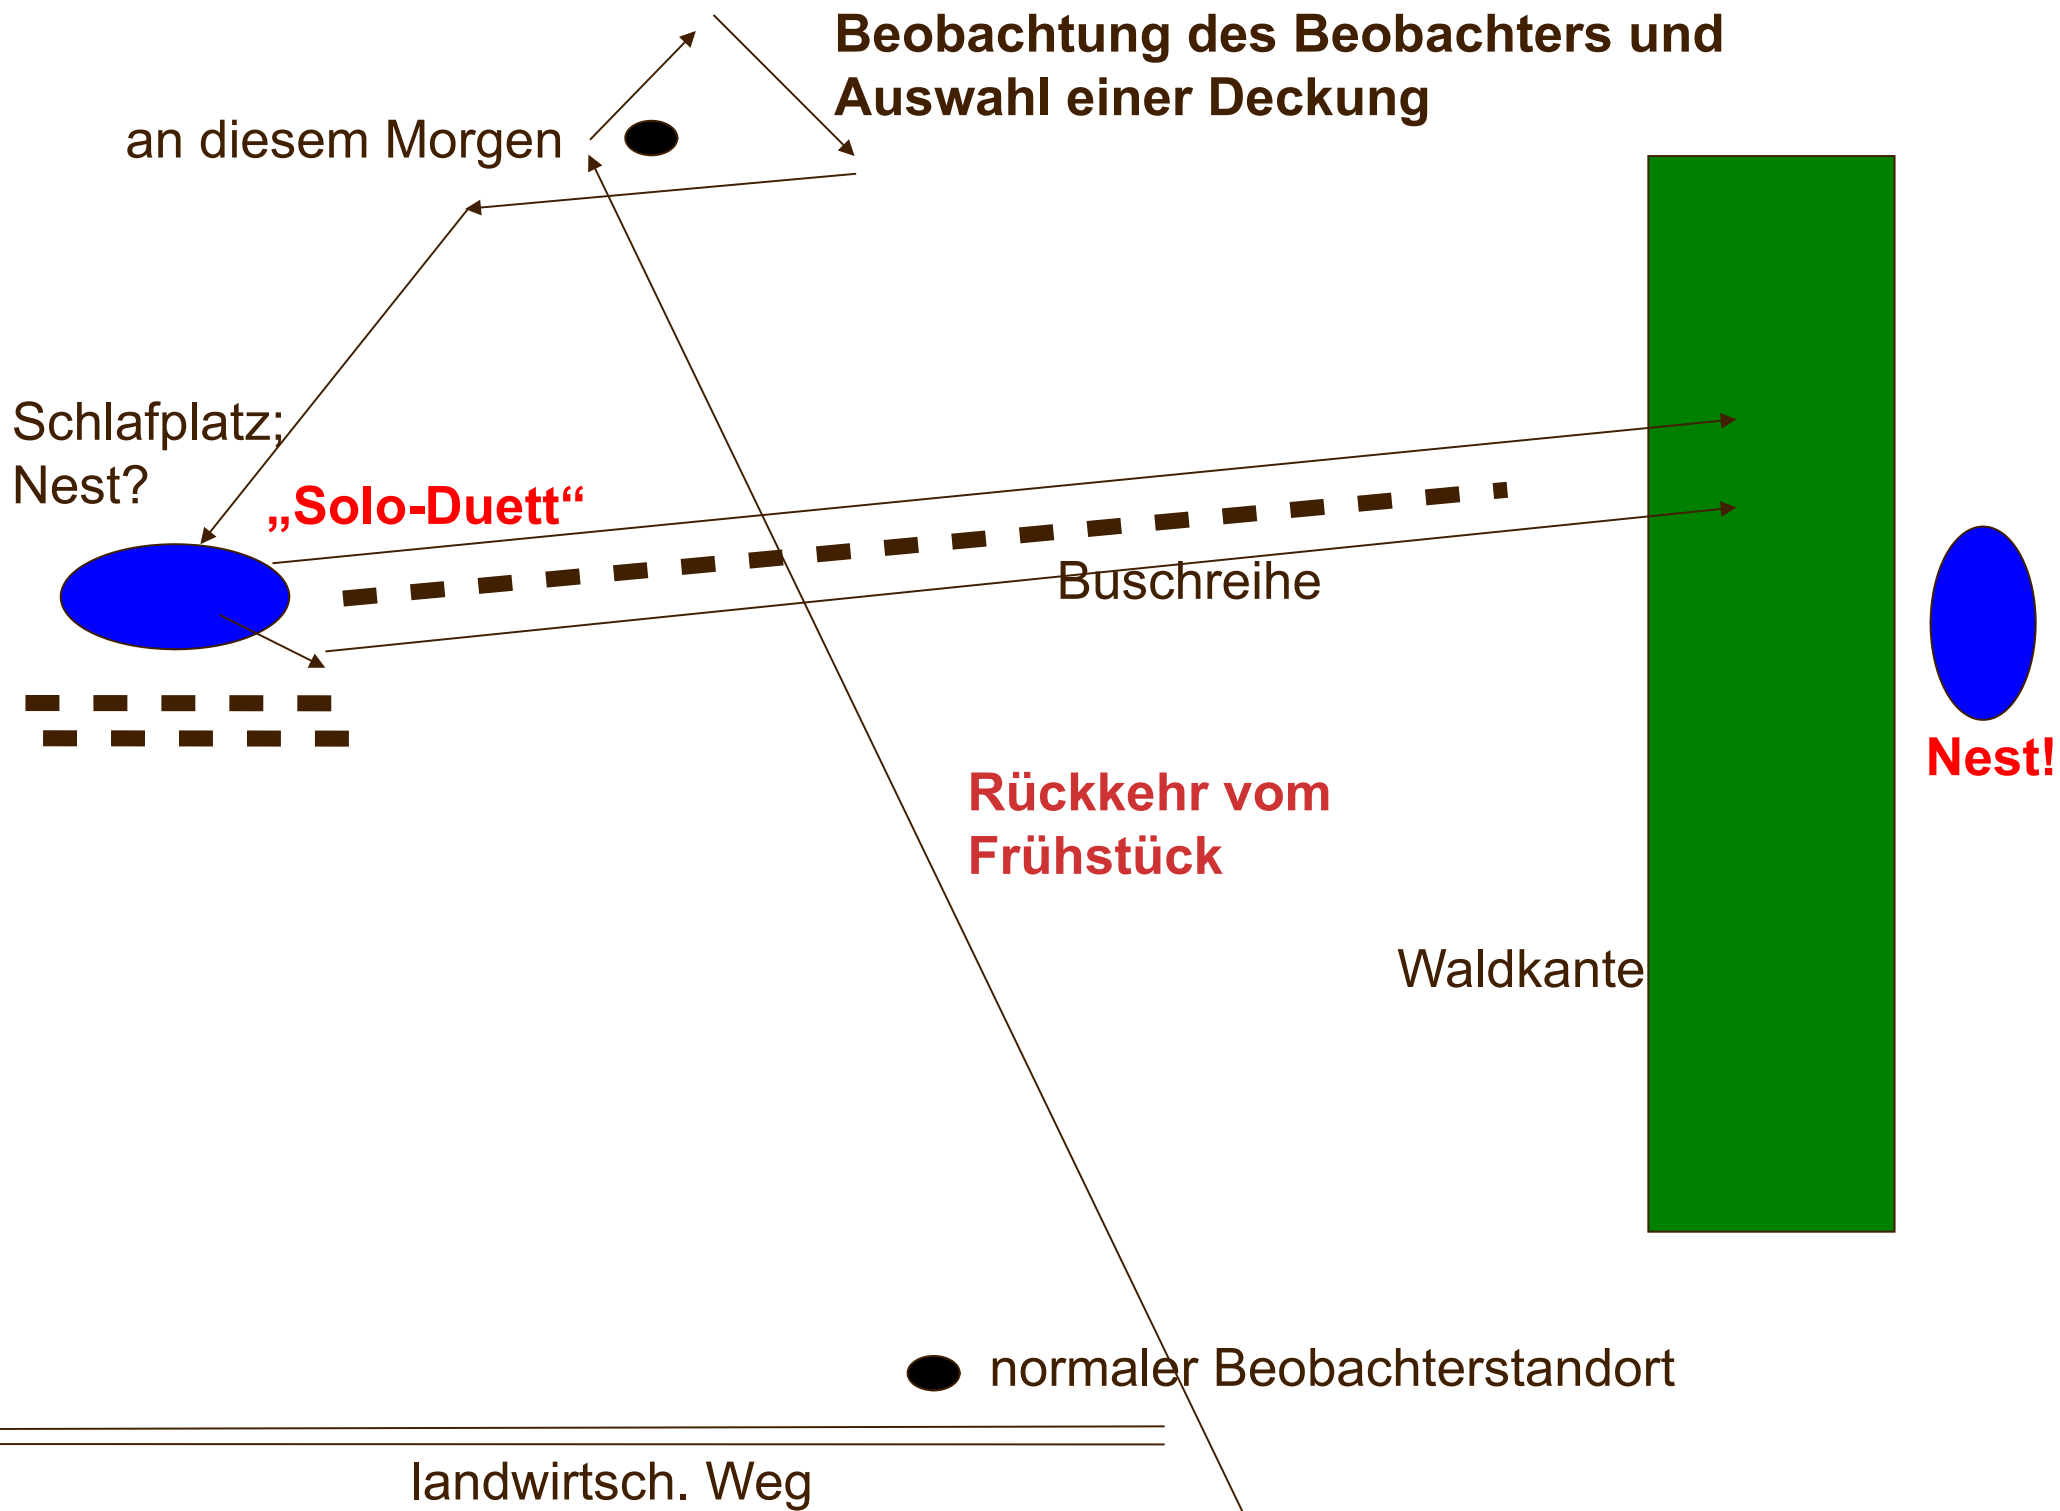 Beobachtung des Beobachters und
Auswahl einer Deckung
an diesem Morgen
Schlafplatz;
Nest?
„Solo-Duett“
Buschreihe
Nest!
Rückkehr vom
Frühstück
Waldkante
normaler Beobachterstandort
landwirtsch. Weg